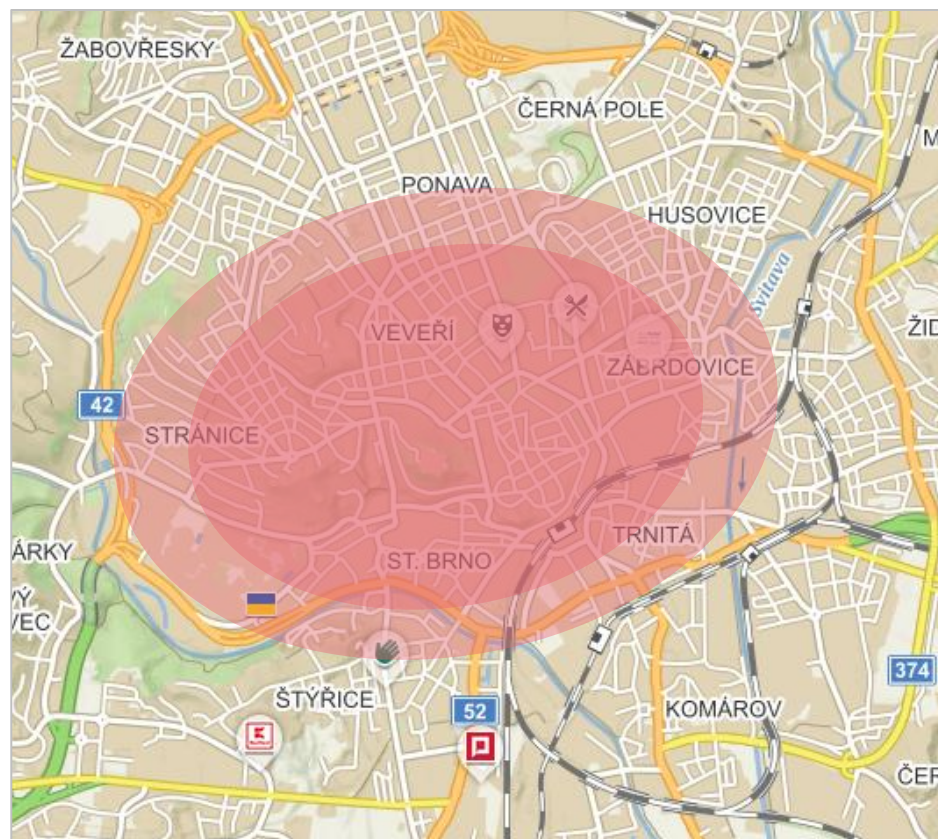 ŽABOVŘESKY
ČERNÁ POLE
M
PONAVA
HUSOVICE
Svitava
ŽID
VEVEŘÍ
ZÁBRDOVICE
42
STRÁNICE
TRNITÁ
ÁRKY
ST. BRNO
VÝ
VEC
374
ŠTÝŘICE
52
KOMÁROV
ČER